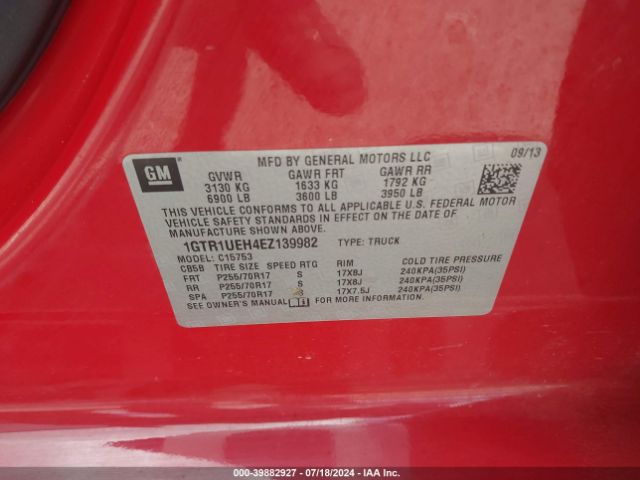 GM
MFD BY GENERAL MOTORS LLC 09/13
GVWR GAWR FRT GAWR RR
3130 KG 1633 KG 1792 KG
6900 LB 3600 LB 3950 LB
THIS VEHICLE CONFORMS TO ALL APPLICABLE U.S. FEDERAL MOTOR
VEHICLE SAFETY STANDARDS IN EFFECT ON THE DATE OF
MANUFACTURE SHOWN ABOVE.
1GTR1UEH4EZ139982 TYPE: TRUCK
MODEL: C15753
CB5B TIRE SIZE SPEED RTG RIM COLD TIRE PRESSURE
FRT P255/70R17 S 17X8J 240KPA(35PSI)
RR P255/70R17 S 17X8J 240KPA(35PSI)
SPA P255/70R17 S 17X7.5J 240KPA(35PSI)
SEE OWNER'S MANUAL
000-39882927 - 07/18/2024 - IAA Inc.